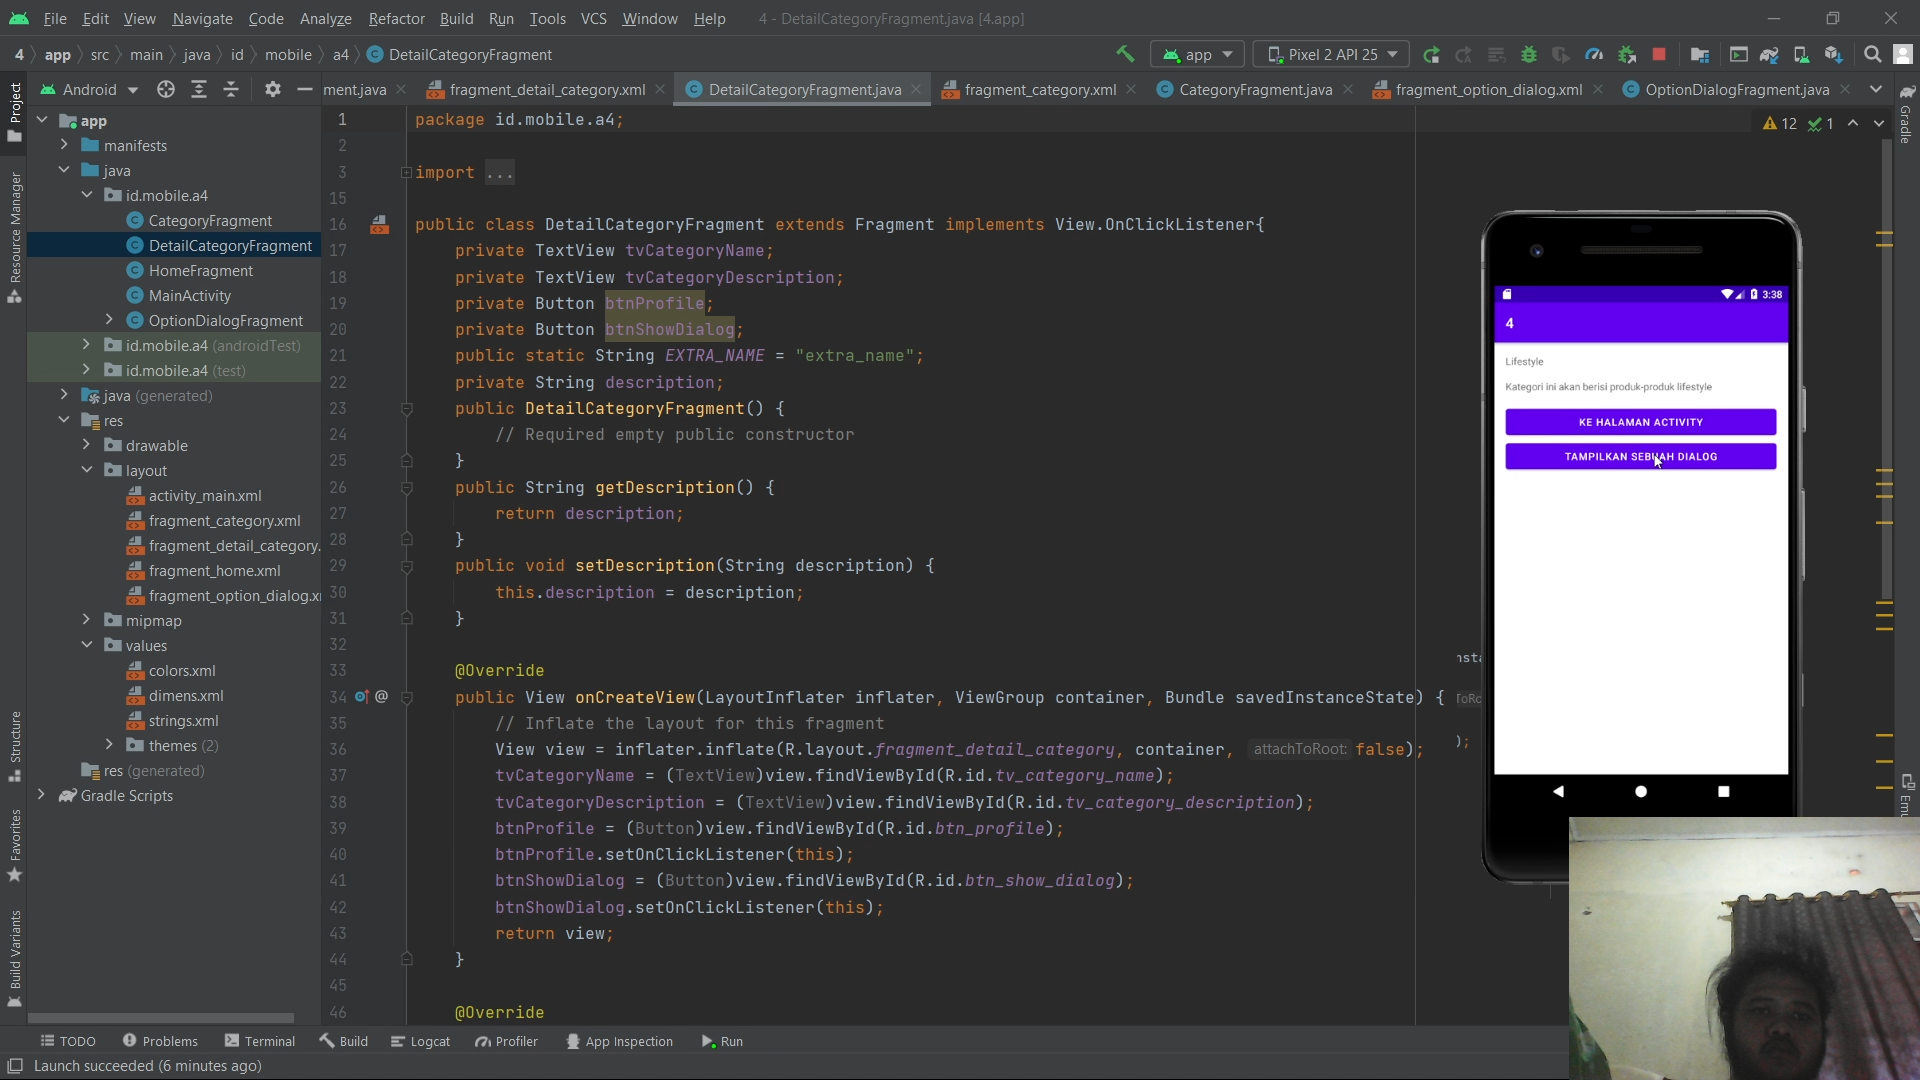 File Edit View Navigate Code Analyze Refactor Build Run Tools VCS Window Help 4 - DetailCategoryFragment.java [4.app]
4 app src main java id mobile a4 DetailCategoryFragment app Pixel 2 API 25
Android ment.java fragment_detail_category.xml DetailCategoryFragment.java fragment_category.xml CategoryFragment.java fragment_option_dialog.xml OptionDialogFragment.java
Project
Resource Manager
Structure
Favorites
Build Variants
Gradle
app
manifests
java
id.mobile.a4
CategoryFragment
DetailCategoryFragment
HomeFragment
MainActivity
OptionDialogFragment
id.mobile.a4 (androidTest)
id.mobile.a4 (test)
java (generated)
res
drawable
layout
activity_main.xml
fragment_category.xml
fragment_detail_category.
fragment_home.xml
fragment_option_dialog.x
mipmap
values
colors.xml
dimens.xml
strings.xml
themes (2)
res (generated)
Gradle Scripts
12 1
1 package id.mobile.a4;
2
3 import ...
15
16 public class DetailCategoryFragment extends Fragment implements View.OnClickListener{
17 private TextView tvCategoryName;
18 private TextView tvCategoryDescription;
19 private Button btnProfile;
20 private Button btnShowDialog;
21 public static String EXTRA_NAME = "extra_name";
22 private String description;
23 public DetailCategoryFragment() {
24 // Required empty public constructor
25 }
26 public String getDescription() {
27 return description;
28 }
29 public void setDescription(String description) {
30 this.description = description;
31 }
32
33 @Override
34 public View onCreateView(LayoutInflater inflater, ViewGroup container, Bundle savedInstanceState) {
35 // Inflate the layout for this fragment
36 View view = inflater.inflate(R.layout.fragment_detail_category, container, attachToRoot: false);
37 tvCategoryName = (TextView)view.findViewById(R.id.tv_category_name);
38 tvCategoryDescription = (TextView)view.findViewById(R.id.tv_category_description);
39 btnProfile = (Button)view.findViewById(R.id.btn_profile);
40 btnProfile.setOnClickListener(this);
41 btnShowDialog = (Button)view.findViewById(R.id.btn_show_dialog);
42 btnShowDialog.setOnClickListener(this);
43 return view;
44 }
45
46 @Override
3:38
4
Lifestyle
Kategori ini akan berisi produk-produk lifestyle
KE HALAMAN ACTIVITY
TAMPILKAN SEBUAH DIALOG
TODO Problems Terminal Build Logcat Profiler App Inspection Run
Launch succeeded (6 minutes ago)